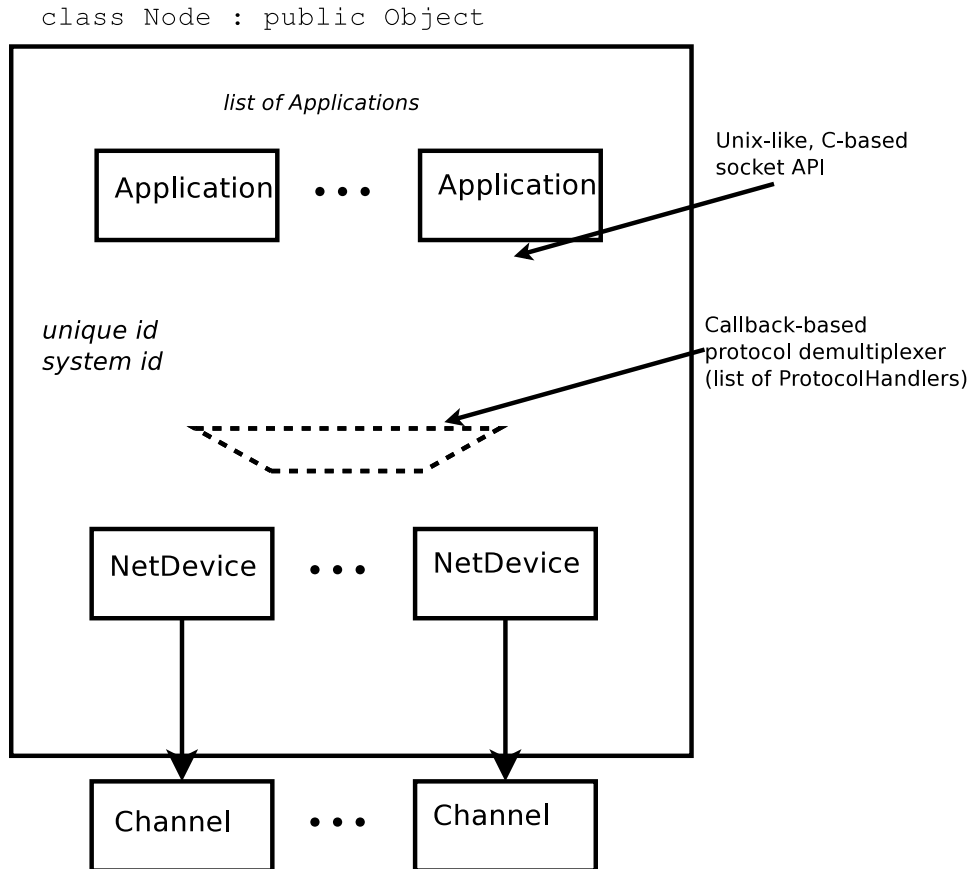 class Node : public Object
list of Applications
Application
Application
Unix-like, C-based
socket API
unique id
system id
Callback-based
protocol demultiplexer
(list of ProtocolHandlers)
NetDevice
NetDevice
Channel
Channel